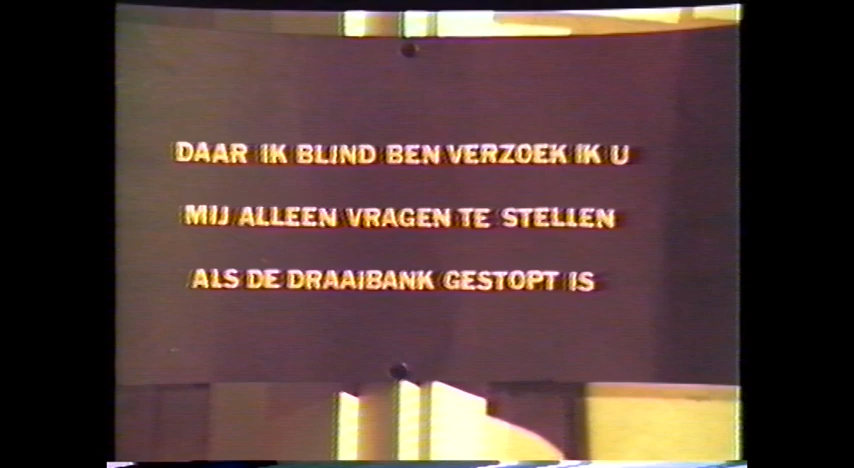 DAAR IK BLIND BEN VERZOEK IK U
MIJ ALLEEN VRAGEN TE STELLEN
ALS DE DRAAIBANK GESTOPT IS